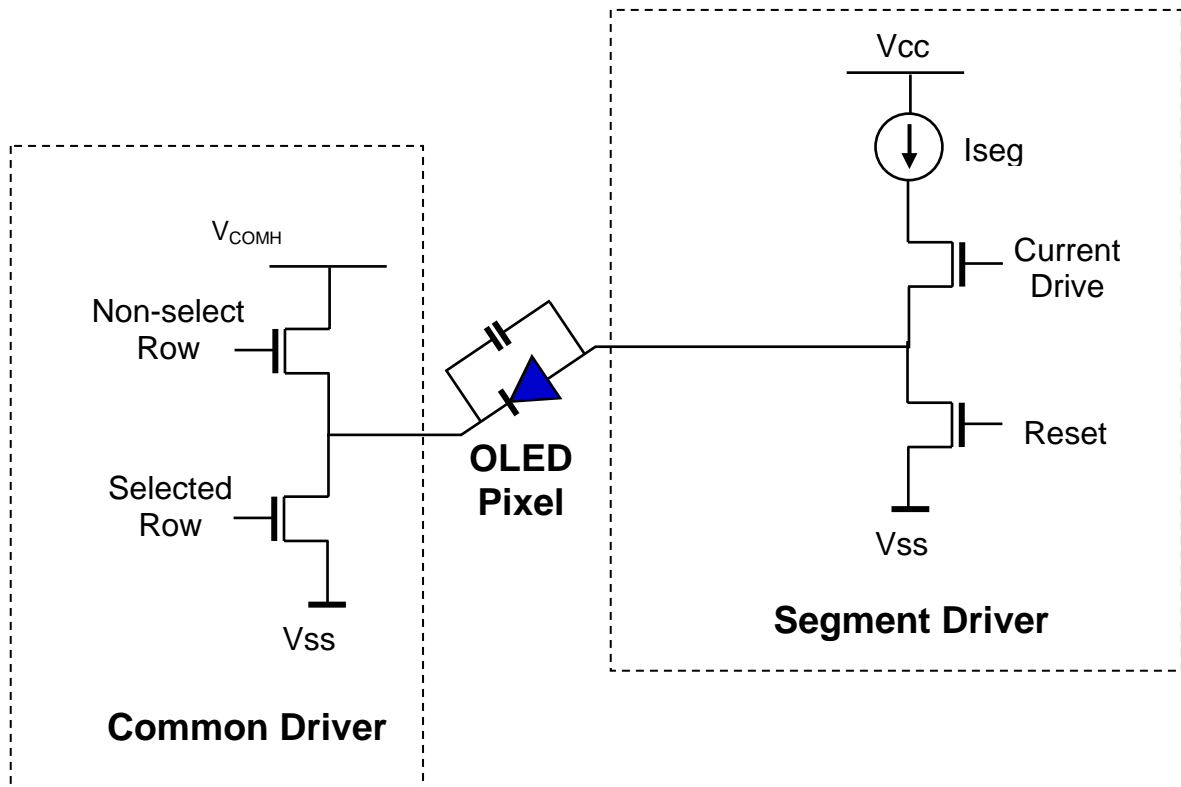 Vcc
Iseg
Current
Drive
Reset
Vss
Segment Driver
V_COMH
Non-select
Row
Selected
Row
Vss
Common Driver
OLED
Pixel